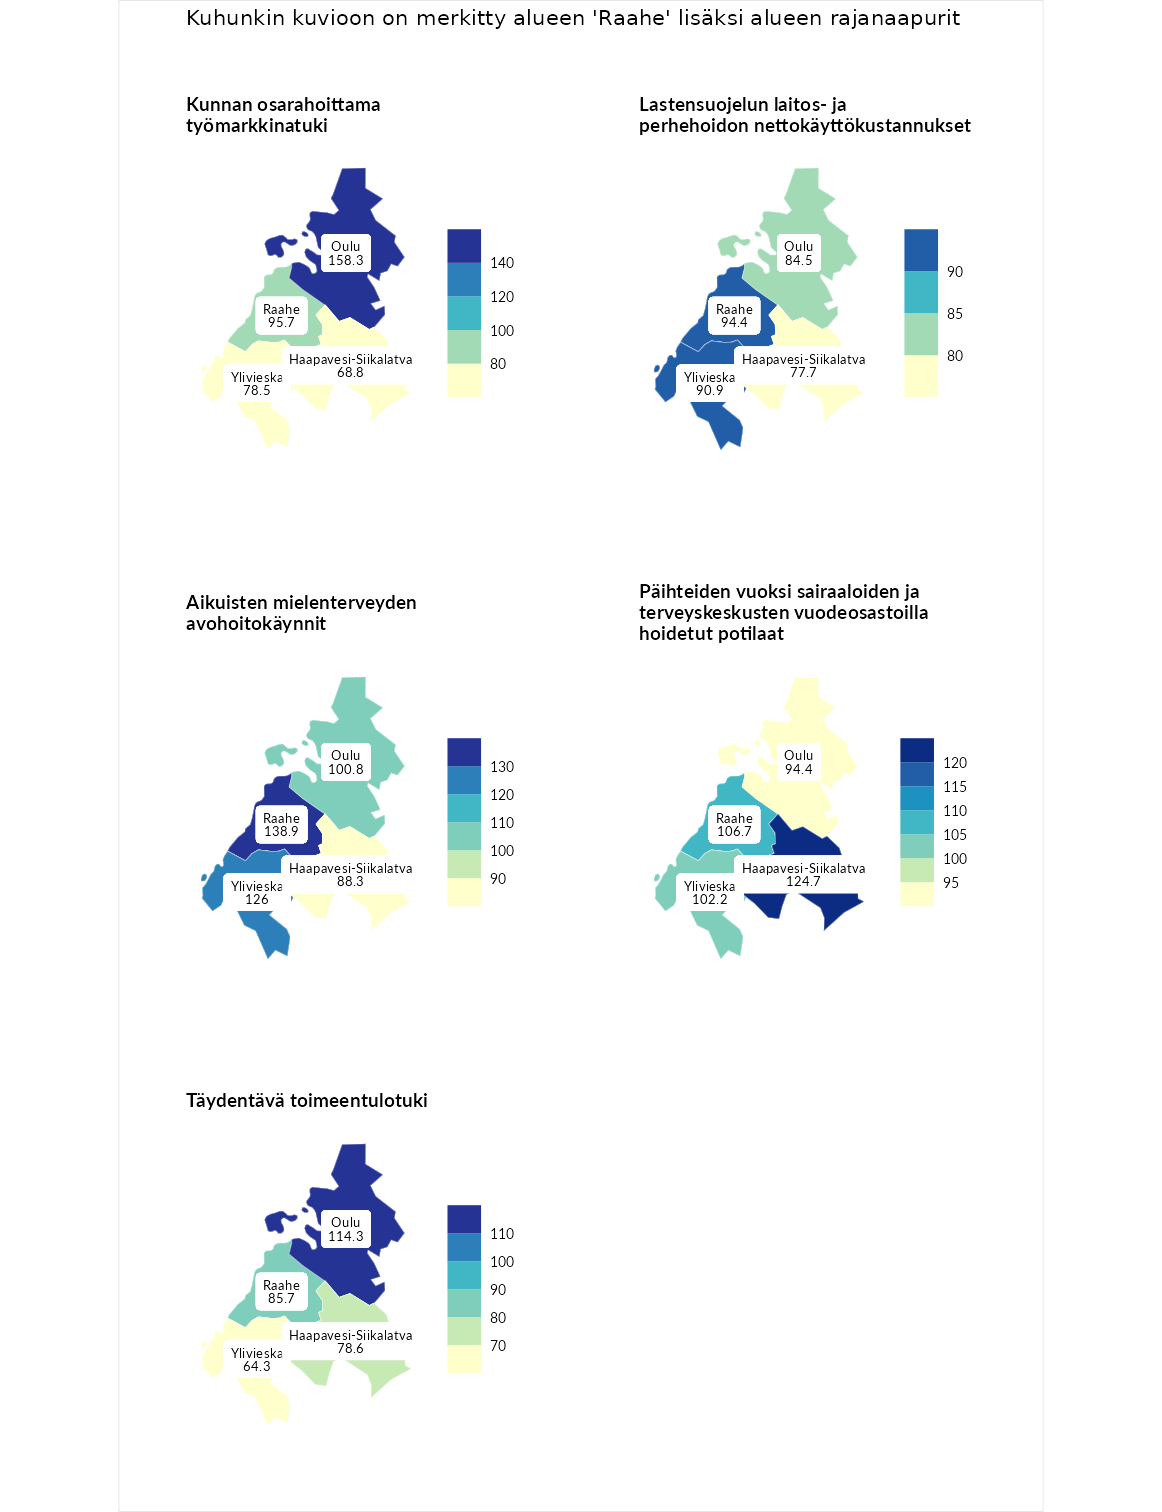 Kuhunkin kuvioon on merkitty alueen 'Raahe' lisäksi alueen rajanaapurit
Kunnan osarahoittama
työmarkkinatuki
Oulu
158.3
Raahe
95.7
Haapavesi-Siikalatva
68.8
Ylivieska
78.5
140
120
100
80
Lastensuojelun laitos- ja
perhehoidon nettokäyttökustannukset
Oulu
84.5
Raahe
94.4
Haapavesi-Siikalatva
77.7
Ylivieska
90.9
90
85
80
Aikuisten mielenterveyden
avohoitokäynnit
Oulu
100.8
Raahe
138.9
Haapavesi-Siikalatva
88.3
Ylivieska
126
130
120
110
100
90
Päihteiden vuoksi sairaaloiden ja
terveyskeskusten vuodeosastoilla
hoidetut potilaat
Oulu
94.4
Raahe
106.7
Haapavesi-Siikalatva
124.7
Ylivieska
102.2
120
115
110
105
100
95
Täydentävä toimeentulotuki
Oulu
114.3
Raahe
85.7
Haapavesi-Siikalatva
78.6
Ylivieska
64.3
110
100
90
80
70